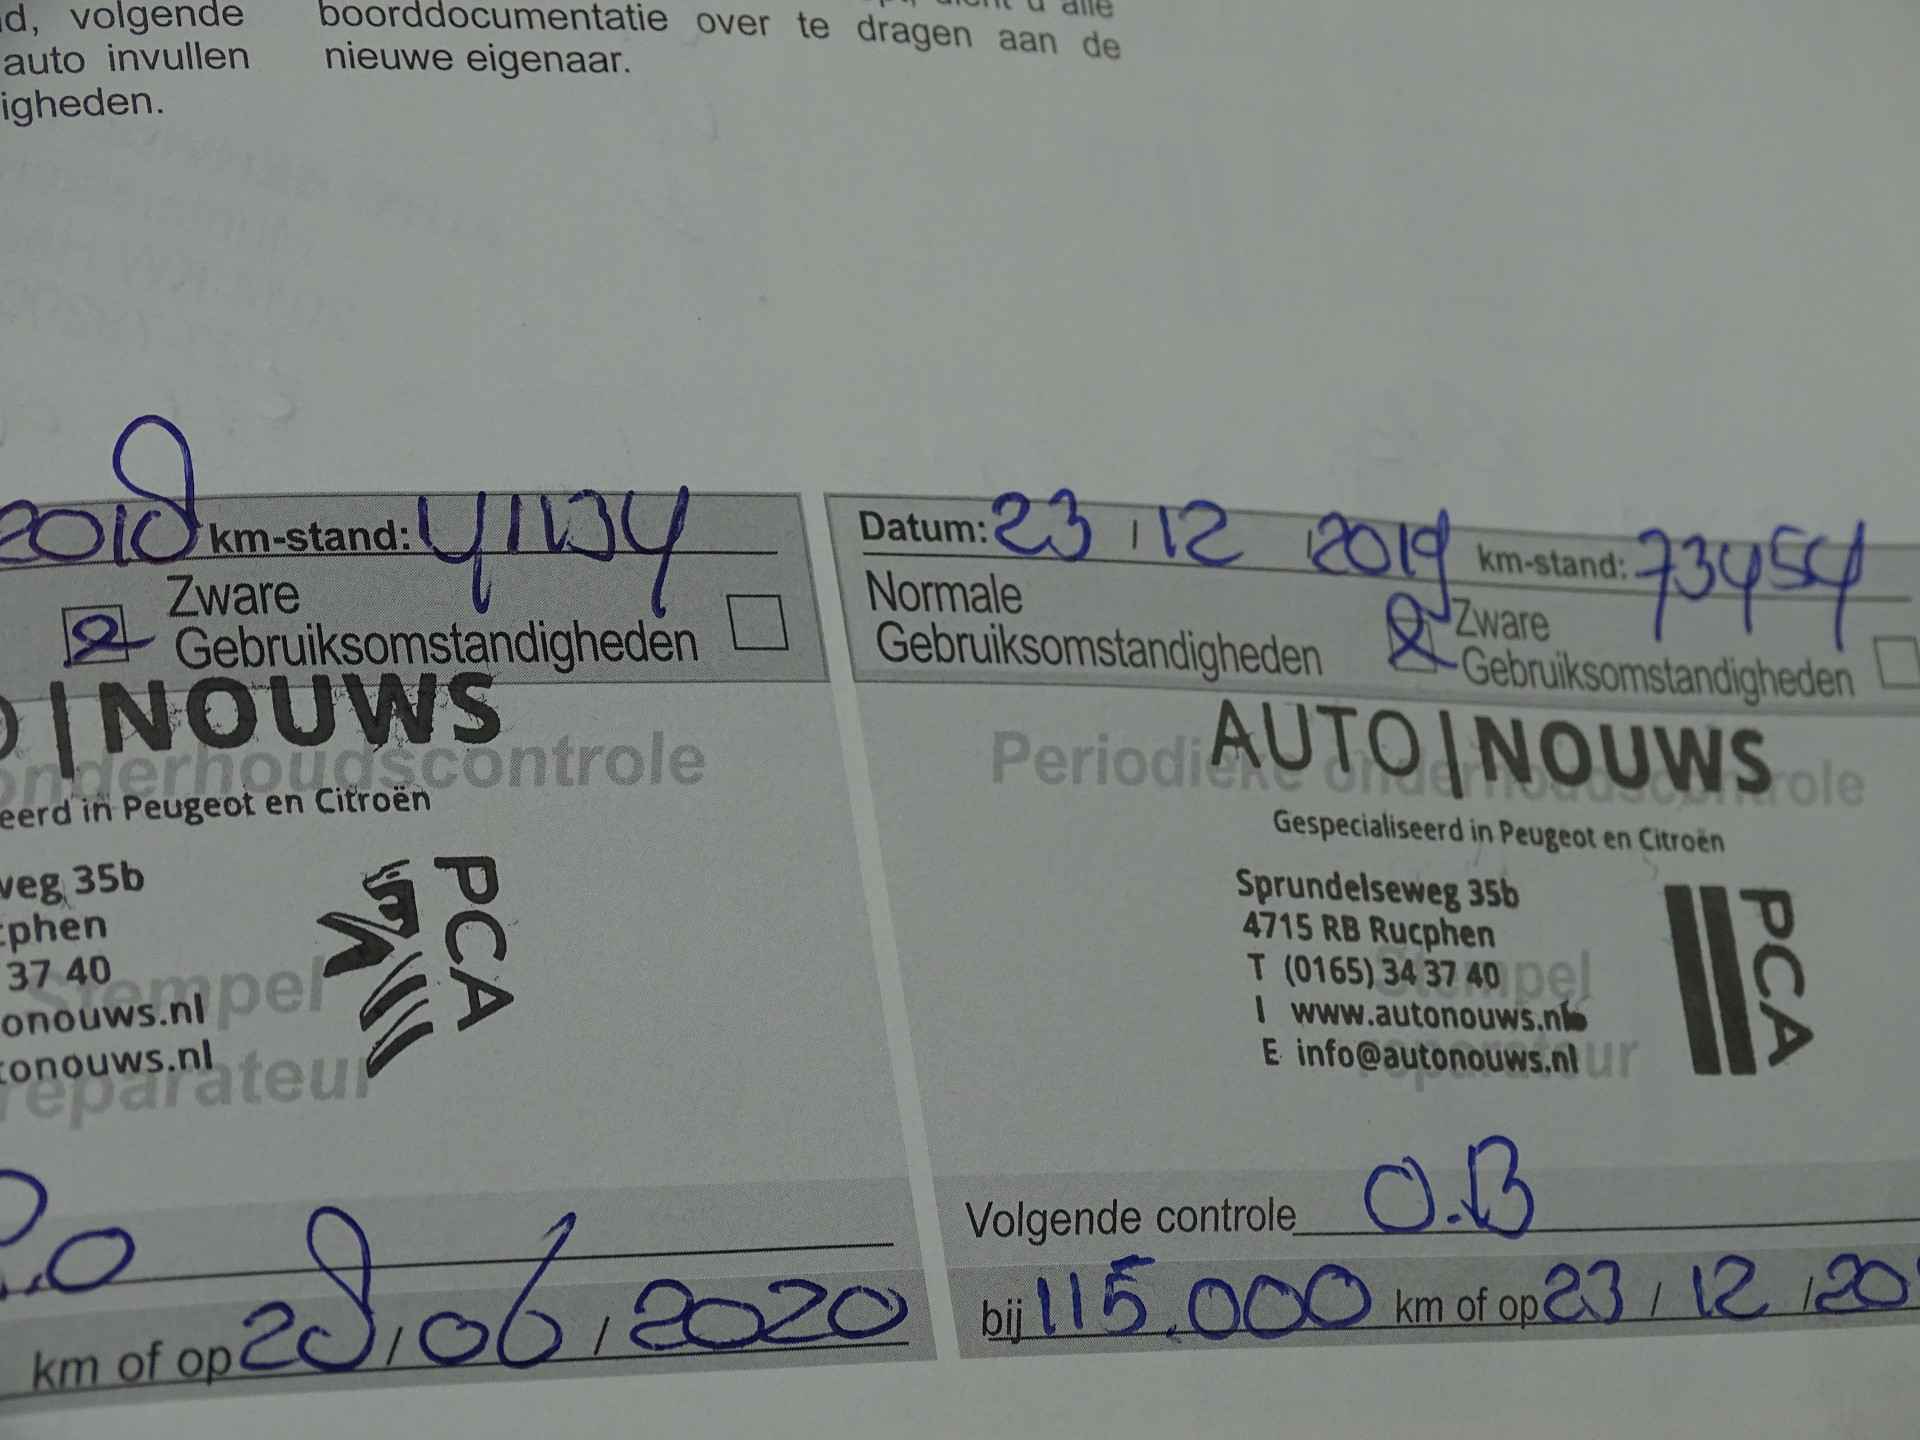 volgende
auto invullen
igheden.
boorddocumentatie over te dragen aan de
nieuwe eigenaar.
2018 km-stand: 41134
Zware
Gebruiksomstandigheden
| NOUWS
onderhoudscontrole
eerd in Peugeot en Citroën
weg 35b
phen
37 40
onouws.nl
tonouws.nl
PCA
Stempel
reparateur
km of op 28/06/2020
Datum: 23/12/2019 km-stand: 73454
Normale
Gebruiksomstandigheden
Zware
Gebruiksomstandigheden
AUTO | NOUWS
Periodieke onderhoudscontrole
Gespecialiseerd in Peugeot en Citroën
Sprundelseweg 35b
4715 RB Rucphen
T (0165) 34 37 40
I www.autonouws.nl
E info@autonouws.nl
PCA
Stempel
reparateur
Volgende controle O.B
bij 115.000 km of op 23/12/20